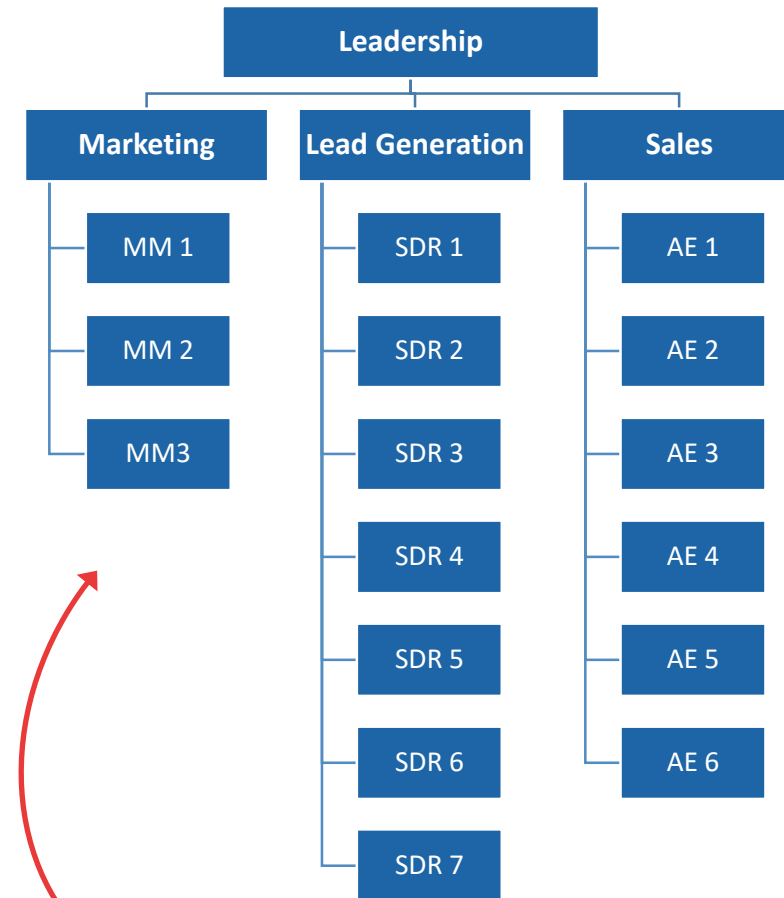 Leadership
Marketing
Lead Generation
Sales
MM 1
MM 2
MM3
SDR 1
SDR 2
SDR 3
SDR 4
SDR 5
SDR 6
SDR 7
AE 1
AE 2
AE 3
AE 4
AE 5
AE 6